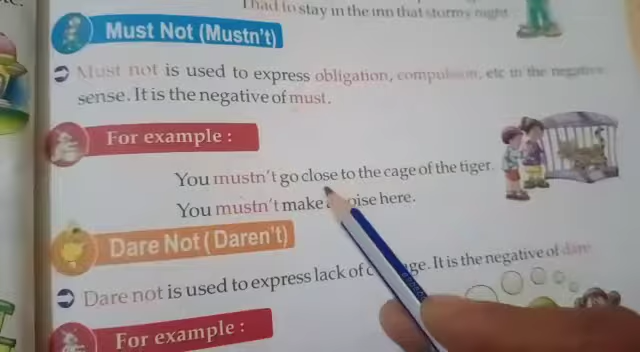 I had to stay in the inn that stormy night
Must Not (Mustn't)
Must not is used to express obligation, compulsion, etc in the negative
sense. It is the negative of must.
For example :
You mustn't go close to the cage of the tiger.
You mustn't make here.
Dare Not (Daren't)
Dare not is used to express lack of It is the negative of dare
For example :